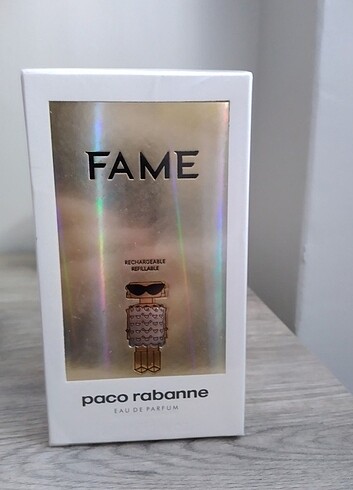 FAME
RECHARGEABLE
REFILLABLE
paco rabanne
EAU DE PARFUM